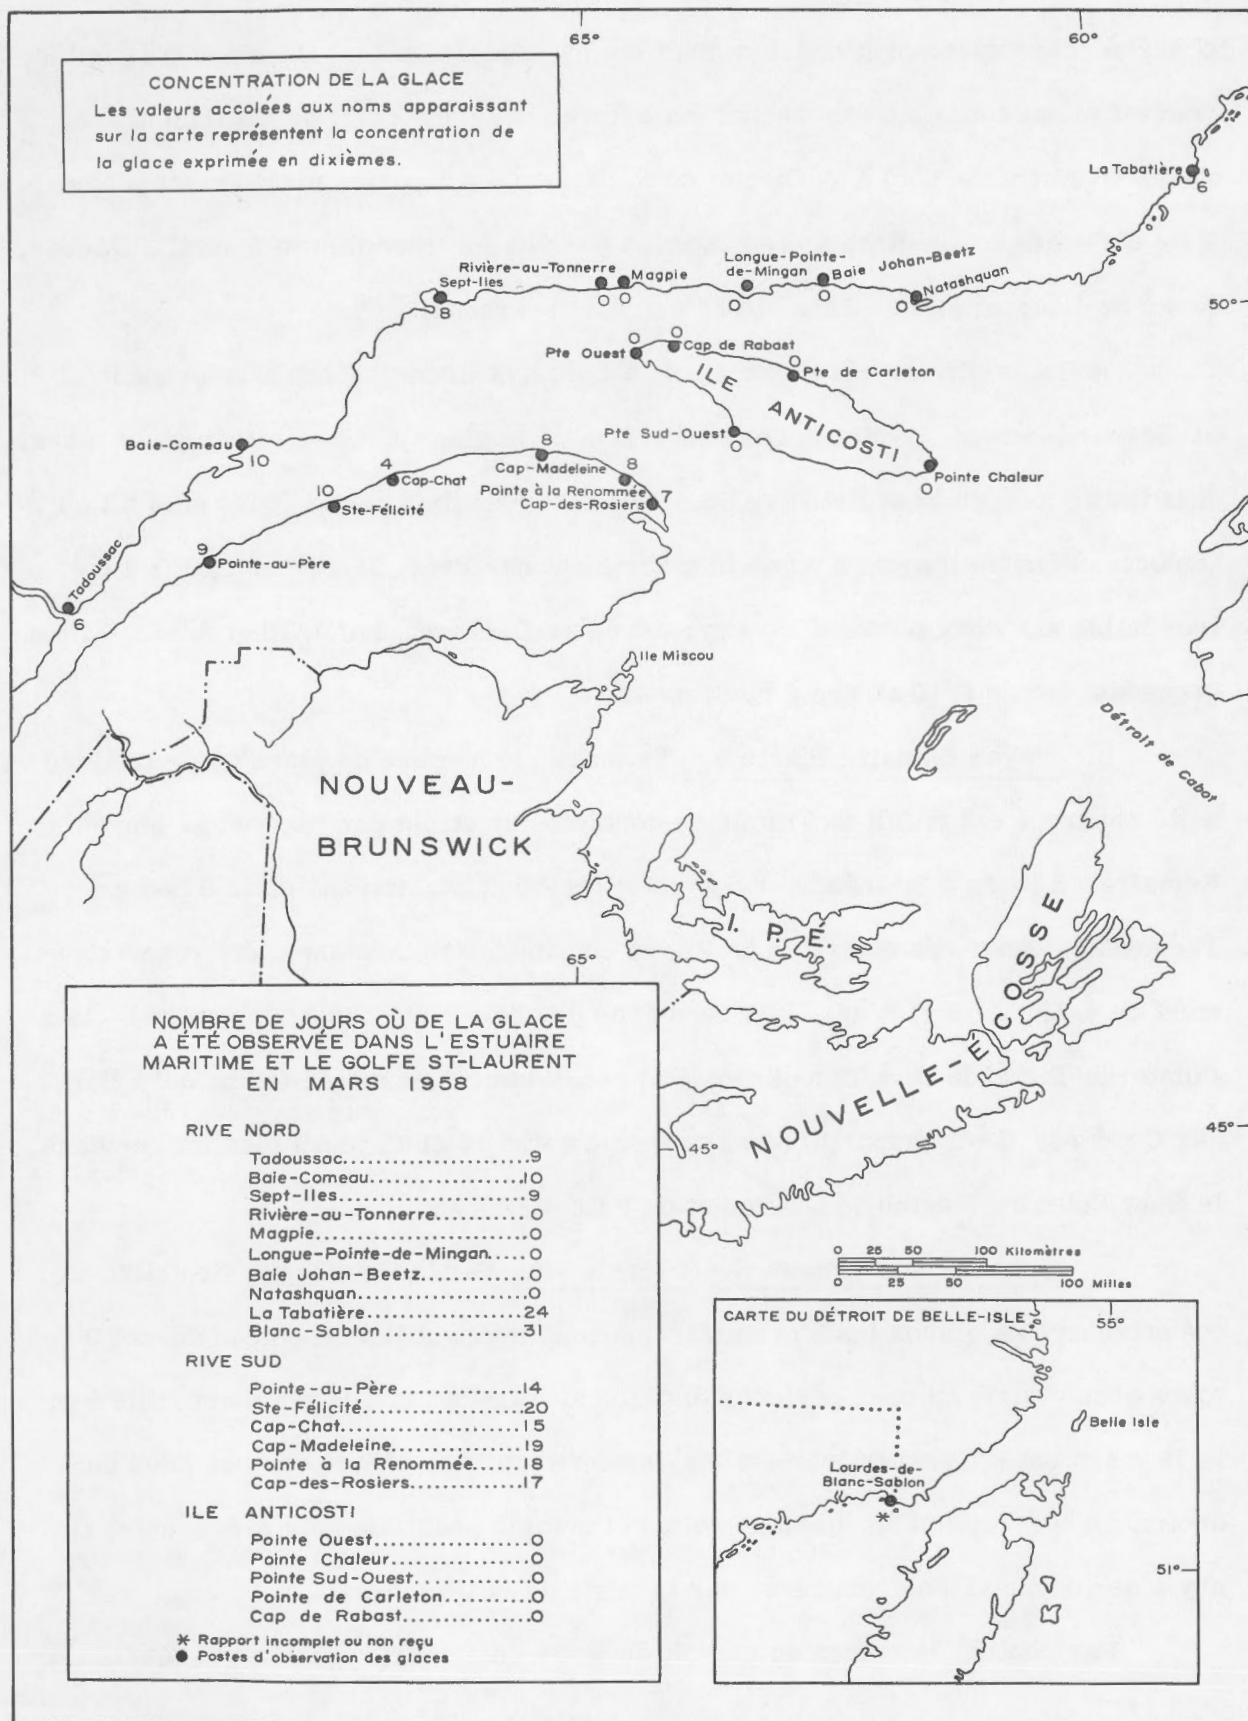 65°
60°
CONCENTRATION DE LA GLACE
Les valeurs accolées aux noms apparaissant
sur la carte représentent la concentration de
la glace exprimée en dixièmes.
La Tabatière
6
Rivière-au-Tonnerre
Sept-Iles
8
0
Magpie
0
Longue-Pointe-
de-Mingan
0
Baie Johan-Beetz
0
Natashquan
0
50°
Pte Ouest
0
Cap de Rabast
0
Pte de Carleton
0
ILE ANTICOSTI
Pte Sud-Ouest
0
Pointe Chaleur
0
Baie-Comeau
10
4
Cap-Chat
8
Cap-Madeleine
8
Pointe à la Renommée
Cap-des-Rosiers
7
10
Ste-Félicité
9
Pointe-au-Père
Tadoussac
6
Ile Miscou
Détroit de Cabot
NOUVEAU-
BRUNSWICK
I. P. É.
NOUVELLE-ÉCOSSE
65°
45°
45°
NOMBRE DE JOURS OÙ DE LA GLACE
A ÉTÉ OBSERVÉE DANS L'ESTUAIRE
MARITIME ET LE GOLFE ST-LAURENT
EN MARS 1958
RIVE NORD
Tadoussac..................9
Baie-Comeau...............10
Sept-Iles..................9
Rivière-au-Tonnerre........0
Magpie.....................0
Longue-Pointe-de-Mingan.....0
Baie Johan-Beetz...........0
Natashquan.................0
La Tabatière..............24
Blanc-Sablon..............31
RIVE SUD
Pointe-au-Père............14
Ste-Félicité..............20
Cap-Chat..................15
Cap-Madeleine.............19
Pointe à la Renommée......18
Cap-des-Rosiers...........17
ILE ANTICOSTI
Pointe Ouest...............0
Pointe Chaleur.............0
Pointe Sud-Ouest...........0
Pointe de Carleton.........0
Cap de Rabast..............0
* Rapport incomplet ou non reçu
● Postes d'observation des glaces
0 25 50 100 Kilomètres
0 25 50 100 Milles
CARTE DU DÉTROIT DE BELLE-ISLE
55°
Belle Isle
Lourdes-de-
Blanc-Sablon
*
51°